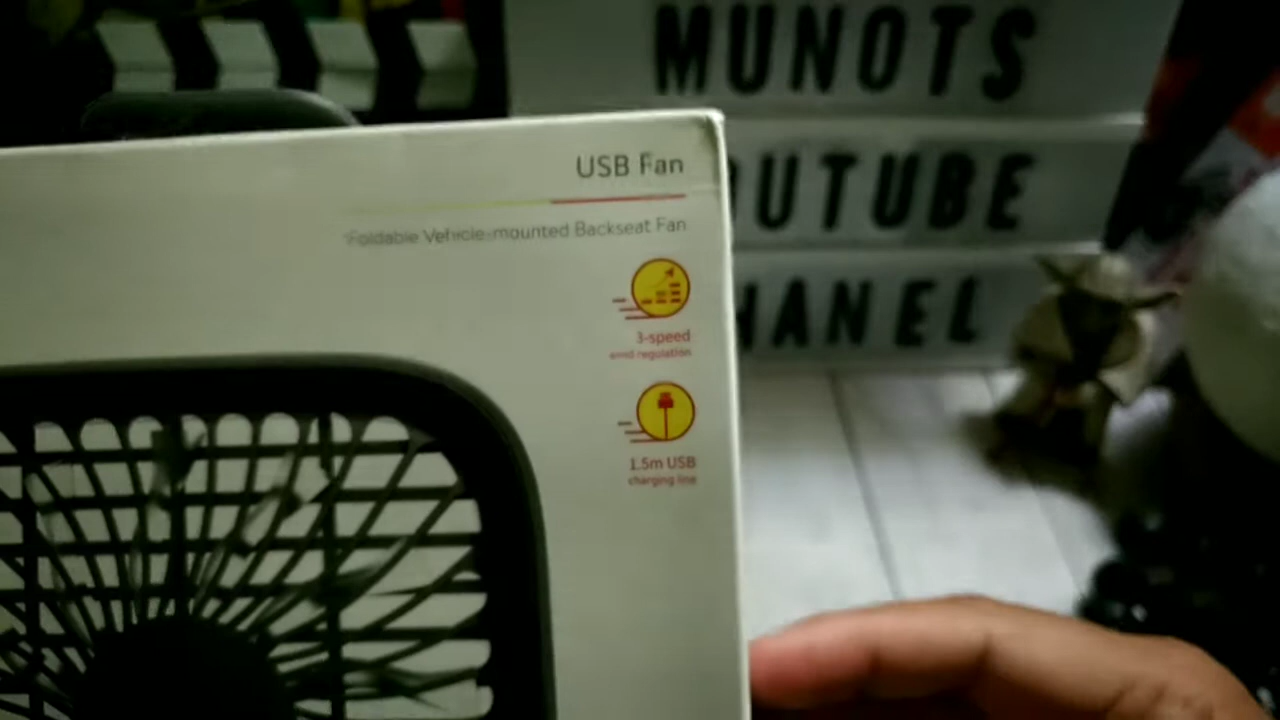 MUNOTS
OUTUBE
HANEL
USB Fan
Foldable Vehicle-mounted Backseat Fan
3-speed
wind regulation
1.5m USB
charging line